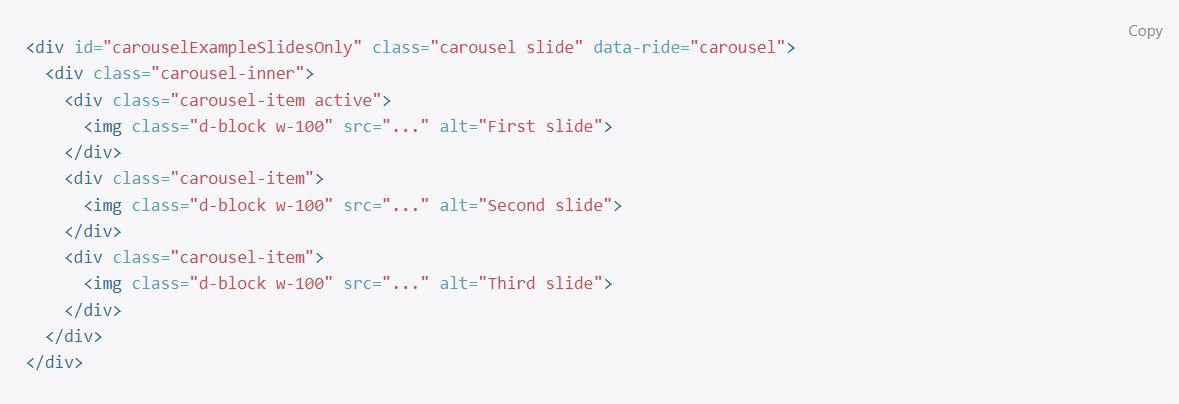 Copy
<div id="carouselExampleSlidesOnly" class="carousel slide" data-ride="carousel">
  <div class="carousel-inner">
    <div class="carousel-item active">
      <img class="d-block w-100" src="..." alt="First slide">
    </div>
    <div class="carousel-item">
      <img class="d-block w-100" src="..." alt="Second slide">
    </div>
    <div class="carousel-item">
      <img class="d-block w-100" src="..." alt="Third slide">
    </div>
  </div>
</div>